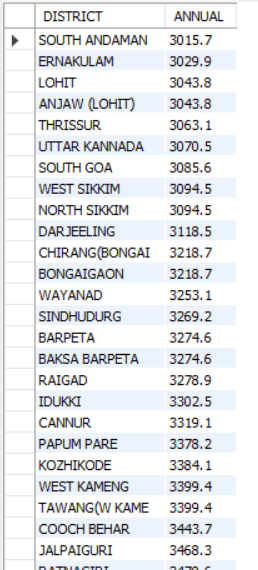 DISTRICT ANNUAL
SOUTH ANDAMAN 3015.7
ERNAKULAM 3029.9
LOHIT 3043.8
ANJAW (LOHIT) 3043.8
THRISSUR 3063.1
UTTAR KANNADA 3070.5
SOUTH GOA 3085.6
WEST SIKKIM 3094.5
NORTH SIKKIM 3094.5
DARJEELING 3118.5
CHIRANG(BONGAI 3218.7
BONGAIGAON 3218.7
WAYANAD 3253.1
SINDHUDURG 3269.2
BARPETA 3274.6
BAKSA BARPETA 3274.6
RAIGAD 3278.9
IDUKKI 3302.5
CANNUR 3319.1
PAPUM PARE 3378.2
KOZHIKODE 3384.1
WEST KAMENG 3399.4
TAWANG(W KAME 3399.4
COOCH BEHAR 3443.7
JALPAIGURI 3468.3